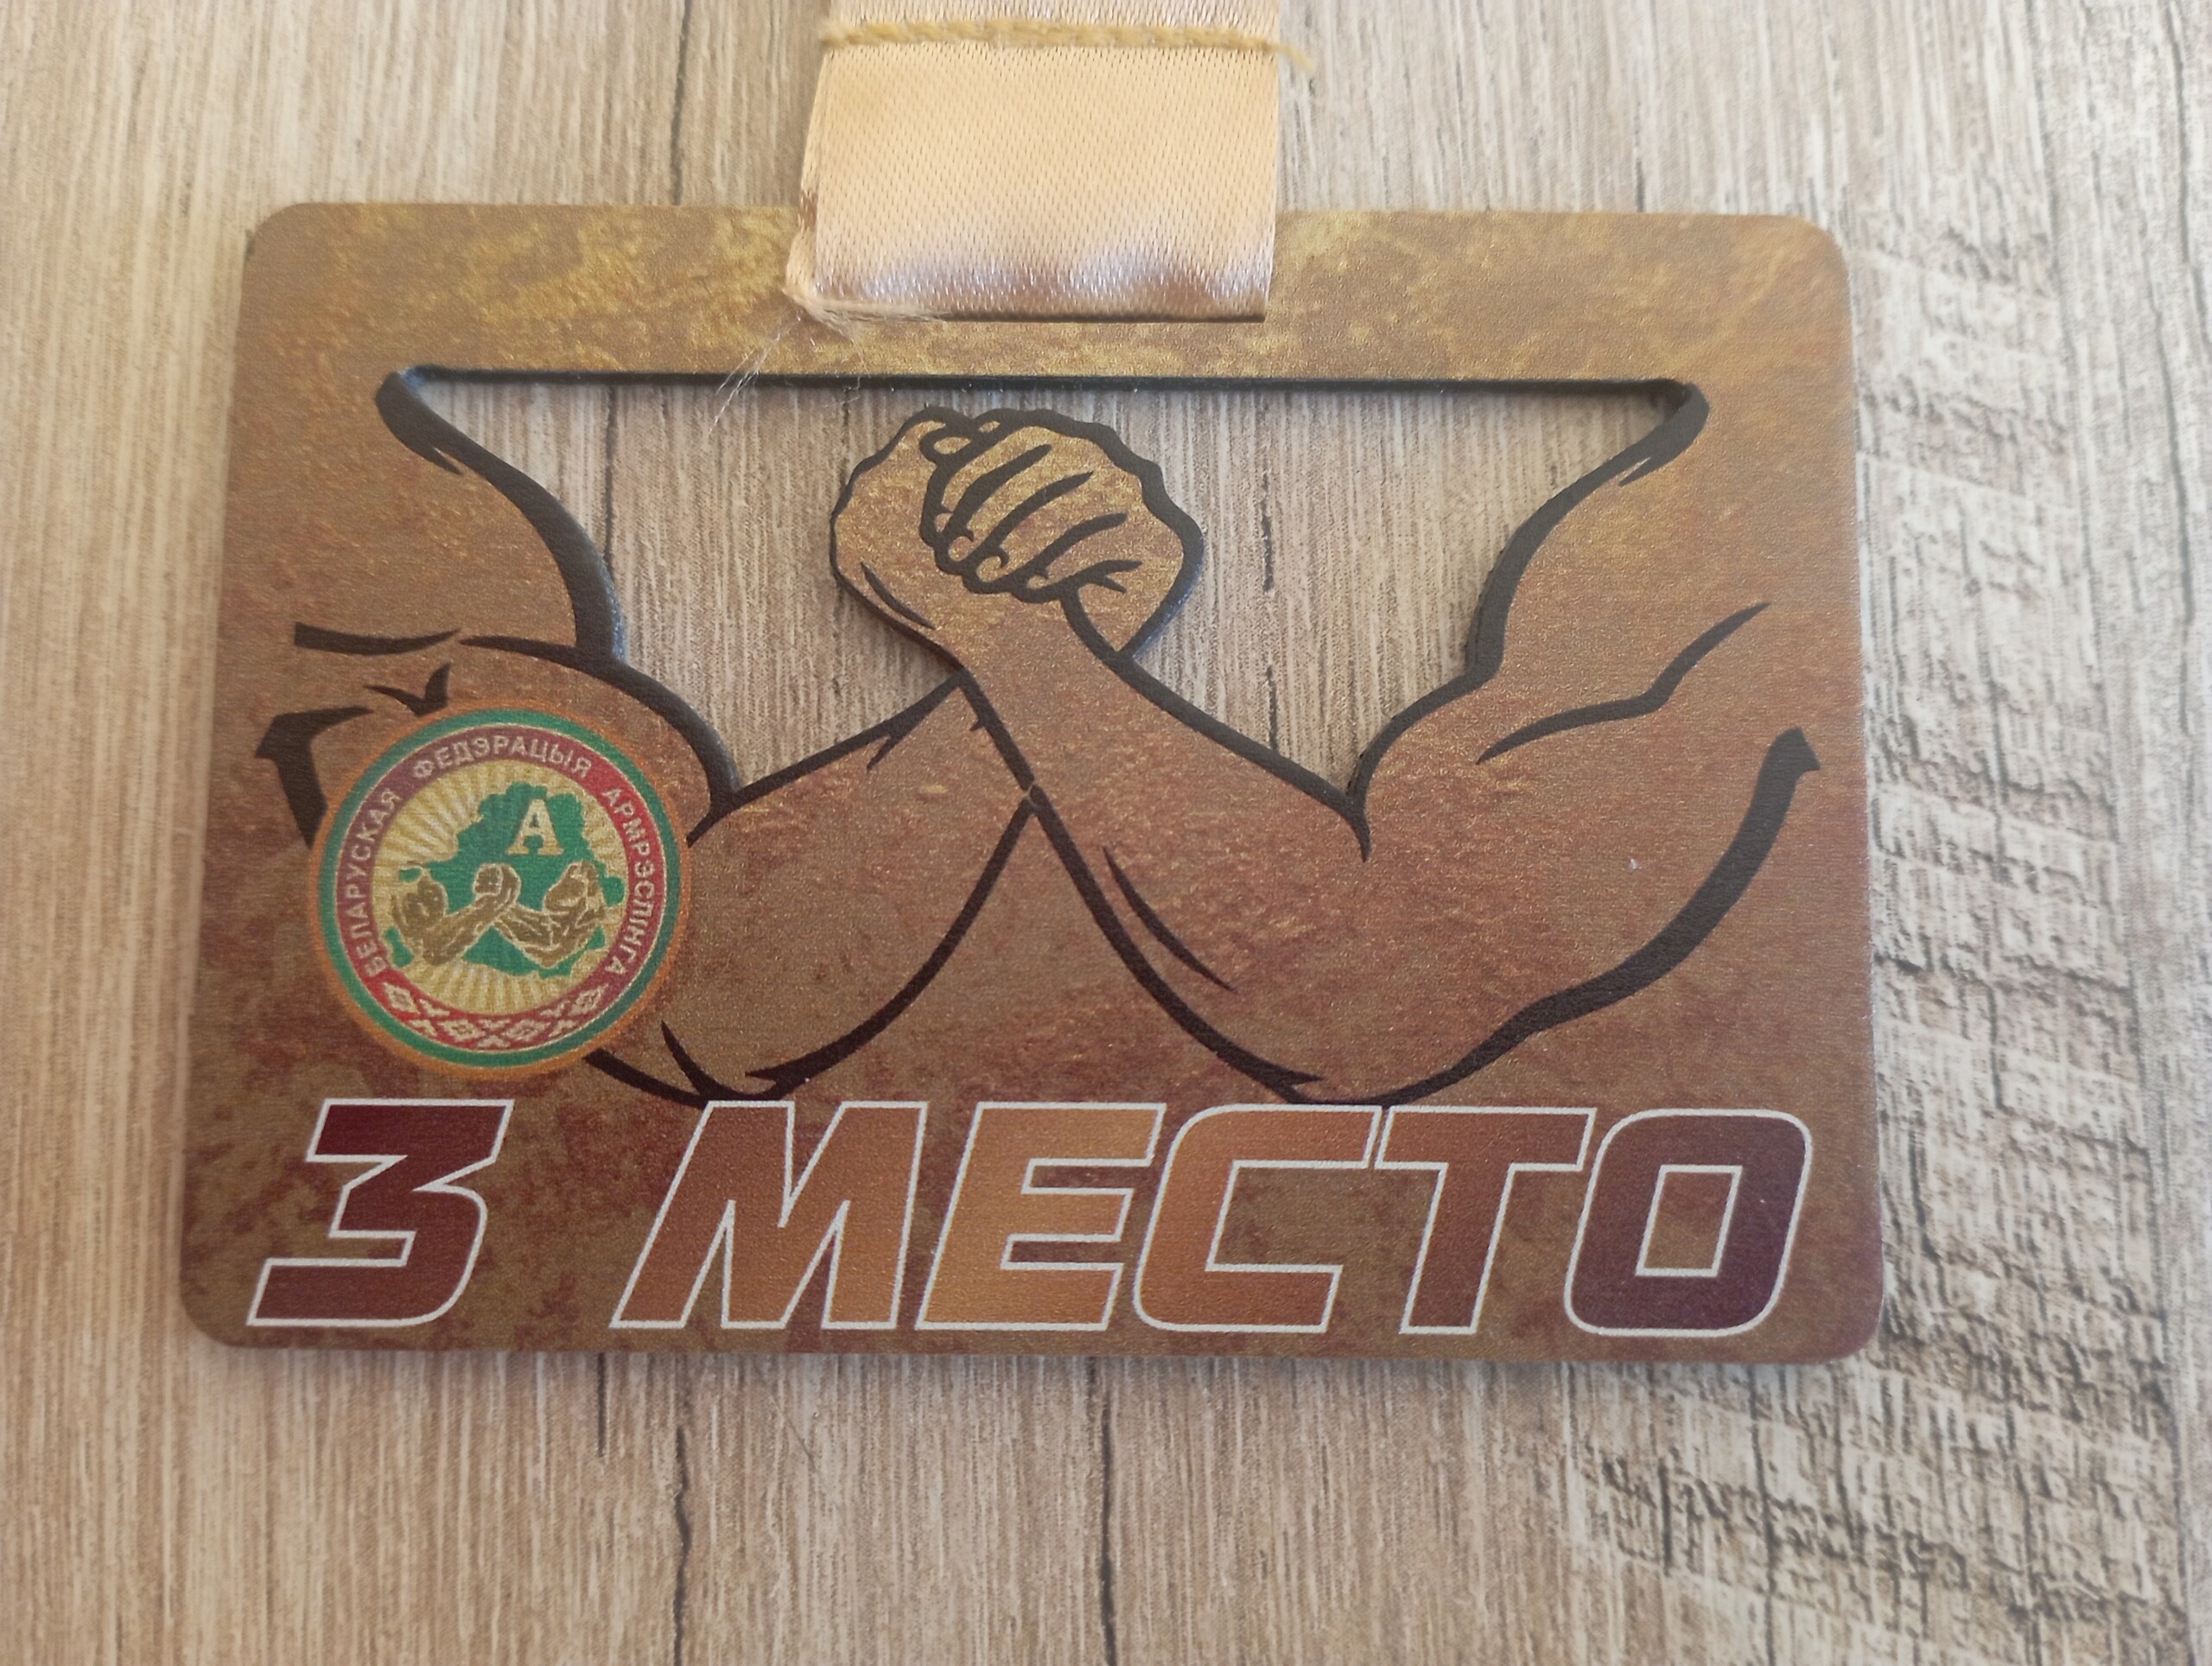 БЕЛАРУСКАЯ ФЕДЭРАЦЫЯ АРМРЭСЛІНГА
А
3 МЕСТО